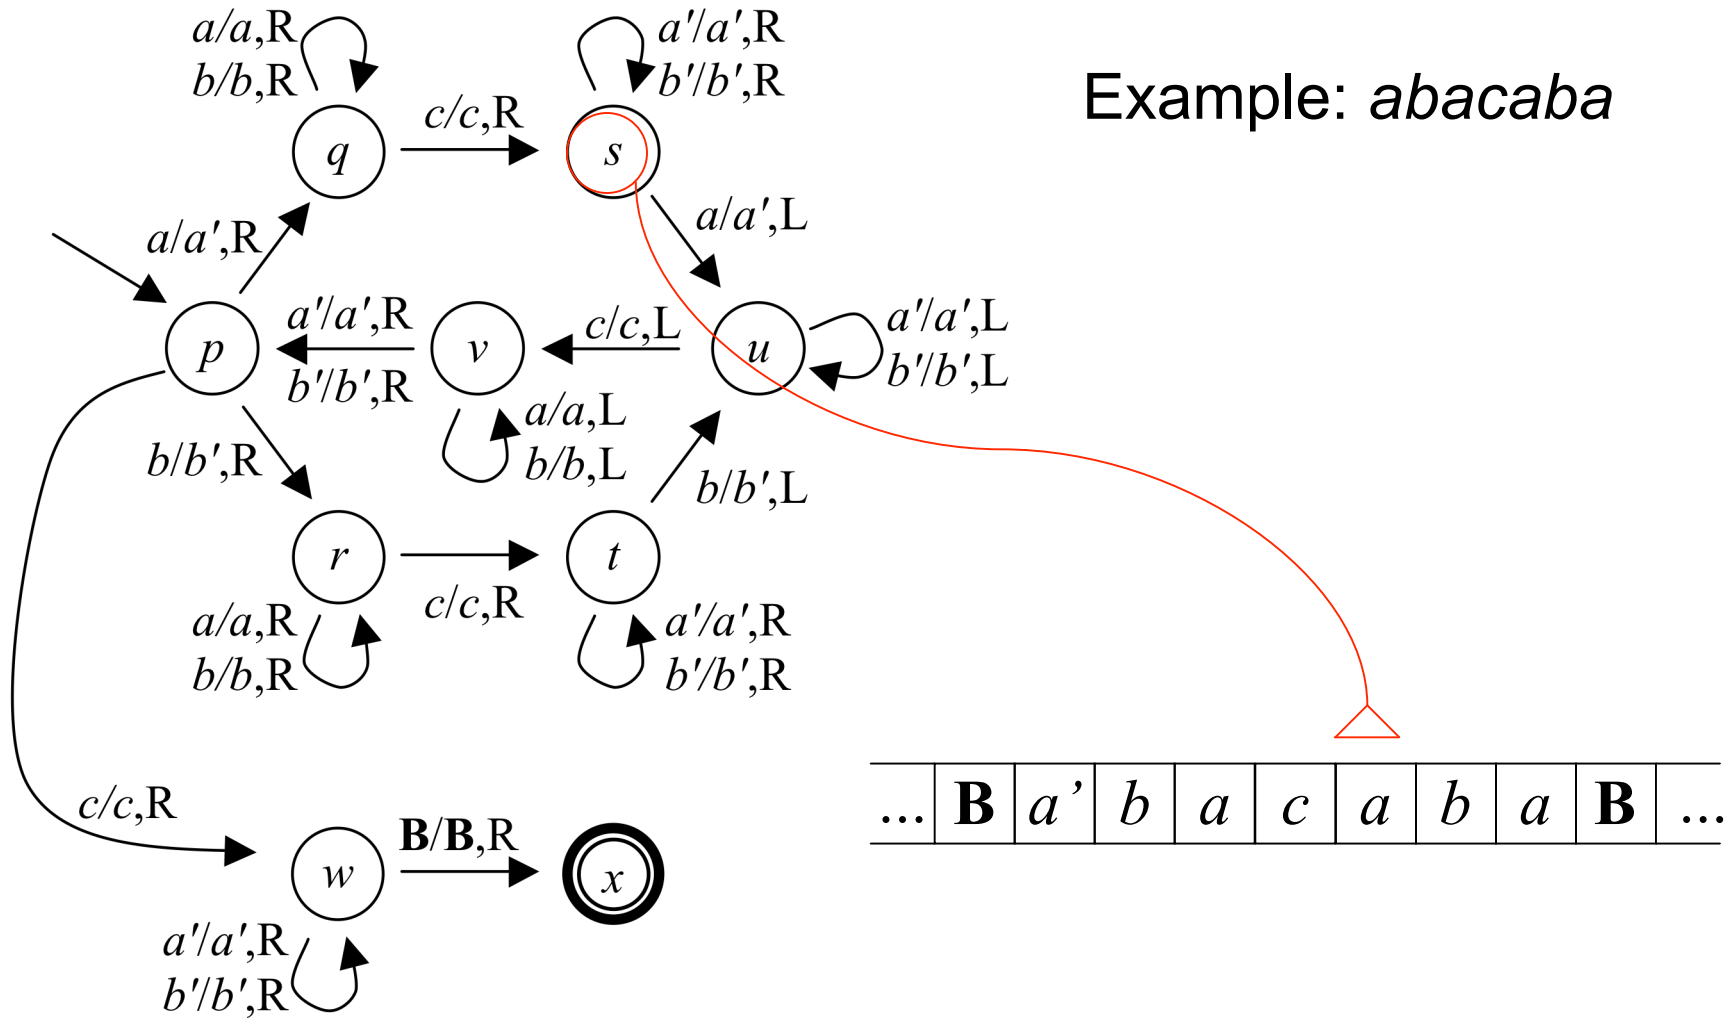 Example: abacaba
a/a,R
b/b,R
a'/a',R
b'/b',R
c/c,R
q
s
a/a',R
a/a',L
p
a'/a',R
b'/b',R
v
c/c,L
u
a'/a',L
b'/b',L
a/a,L
b/b,L
b/b',R
b/b',L
r
c/c,R
t
a/a,R
b/b,R
a'/a',R
b'/b',R
... B a’ b a c a b a B ...
c/c,R
w
B/B,R
x
a'/a',R
b'/b',R